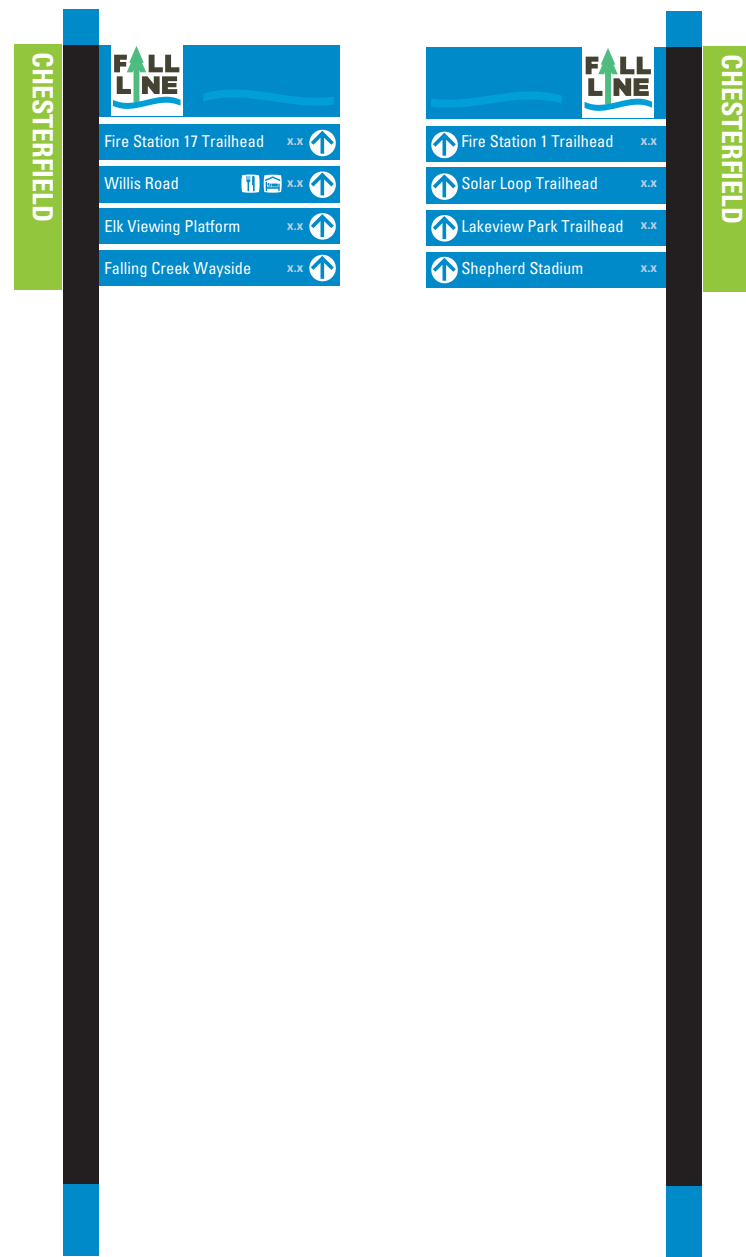 CHESTERFIELD
FALL
LINE
Fire Station 17 Trailhead x.x
Willis Road x.x
Elk Viewing Platform x.x
Falling Creek Wayside x.x
FALL
LINE
Fire Station 1 Trailhead x.x
Solar Loop Trailhead x.x
Lakeview Park Trailhead x.x
Shepherd Stadium x.x
CHESTERFIELD